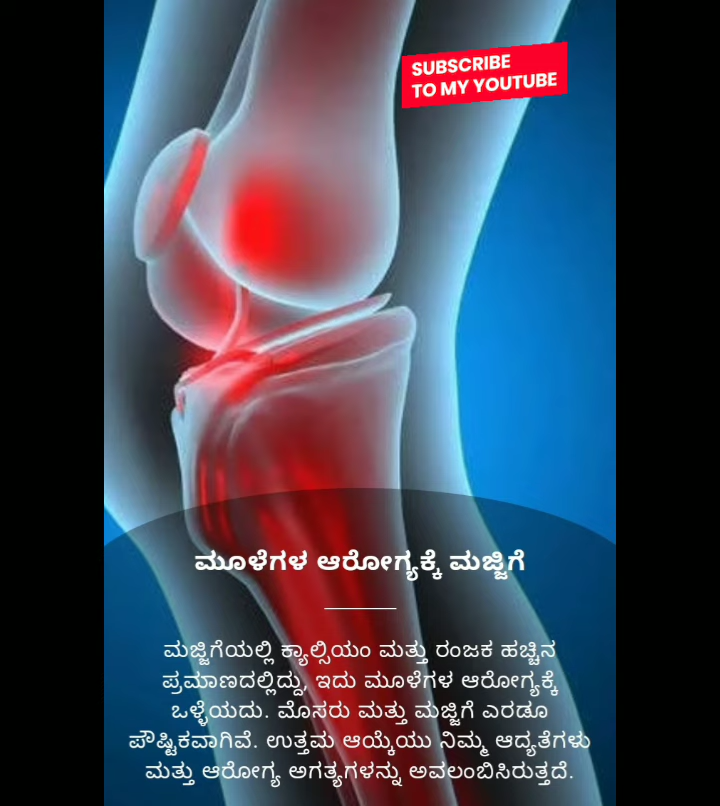 SUBSCRIBE
TO MY YOUTUBE
ಮೂಳೆಗಳ ಆರೋಗ್ಯಕ್ಕೆ ಮಜ್ಜಿಗೆ
ಮಜ್ಜಿಗೆಯಲ್ಲಿ ಕ್ಯಾಲ್ಸಿಯಂ ಮತ್ತು ರಂಜಕ ಹಚ್ಚಿನ
ಪ್ರಮಾಣದಲ್ಲಿದ್ದು, ಇದು ಮೂಳೆಗಳ ಆರೋಗ್ಯಕ್ಕೆ
ಒಳ್ಳೆಯದು. ಮೊಸರು ಮತ್ತು ಮಜ್ಜಿಗೆ ಎರಡೂ
ಪೌಷ್ಟಿಕವಾಗಿವೆ. ಉತ್ತಮ ಆಯ್ಕೆಯು ನಿಮ್ಮ ಆದ್ಯತೆಗಳು
ಮತ್ತು ಆರೋಗ್ಯ ಅಗತ್ಯಗಳನ್ನು ಅವಲಂಬಿಸಿರುತ್ತದೆ.